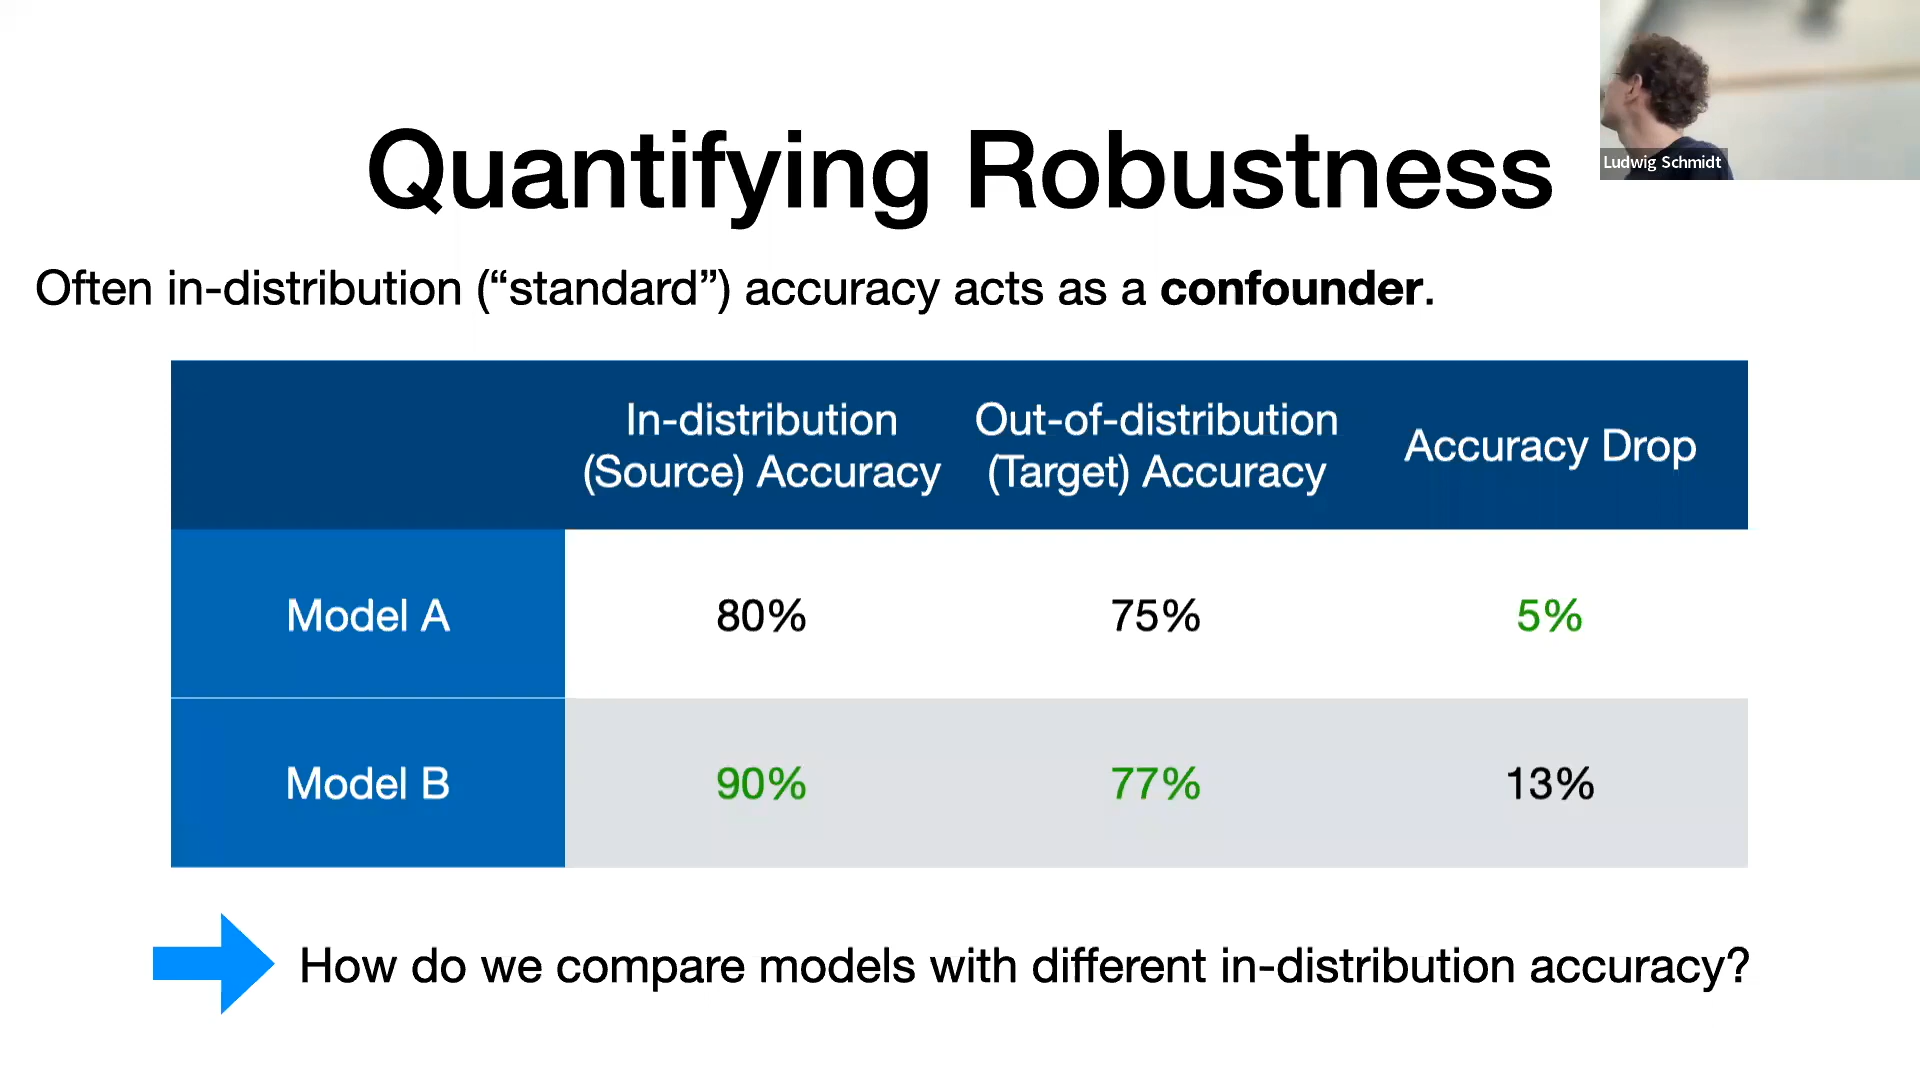 Quantifying Robustness
Ludwig Schmidt
Often in-distribution (“standard”) accuracy acts as a confounder.
In-distribution
(Source) Accuracy
Out-of-distribution
(Target) Accuracy
Accuracy Drop
Model A
80%
75%
5%
Model B
90%
77%
13%
How do we compare models with different in-distribution accuracy?